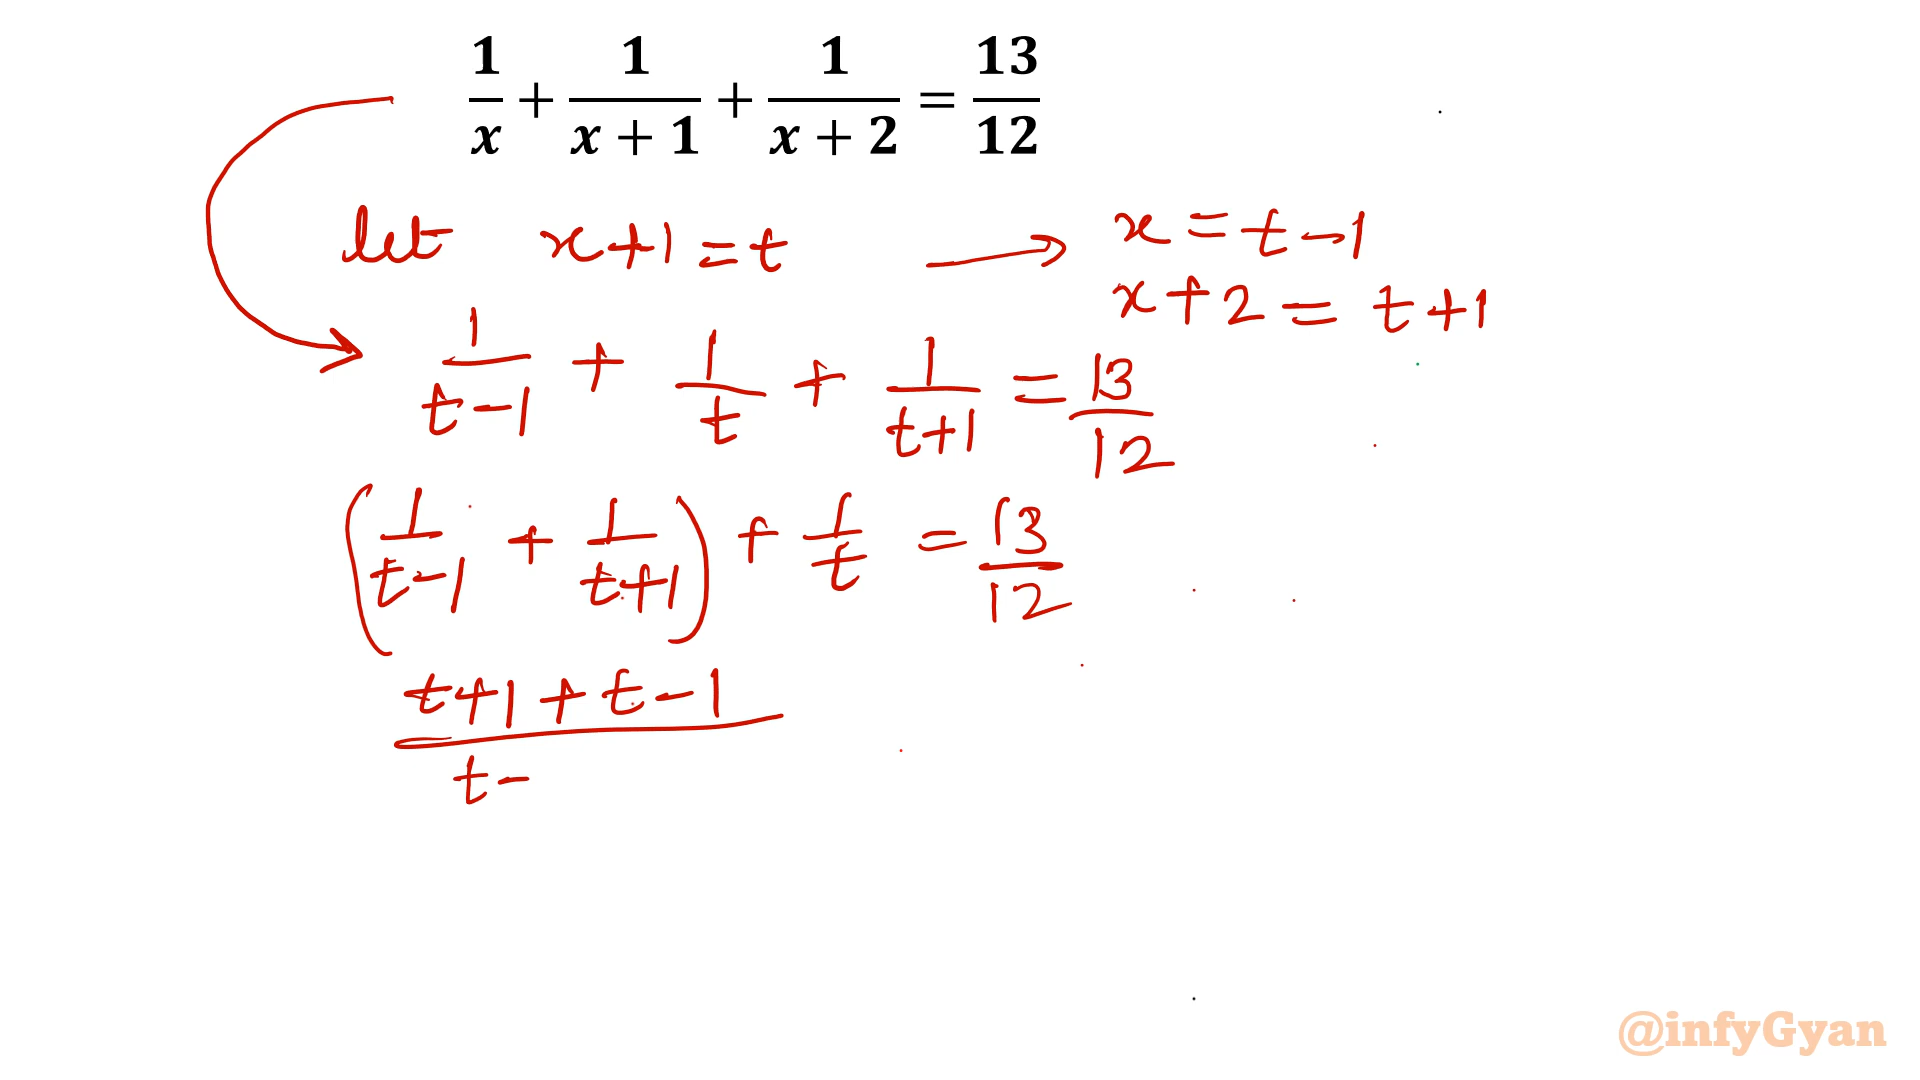 1/x + 1/(x + 1) + 1/(x + 2) = 13/12
let x+1 = t → x = t-1
x+2 = t+1
1/(t-1) + 1/t + 1/(t+1) = 13/12
(1/(t-1) + 1/(t+1)) + 1/t = 13/12
t+1+t-1
t-
@infyGyan